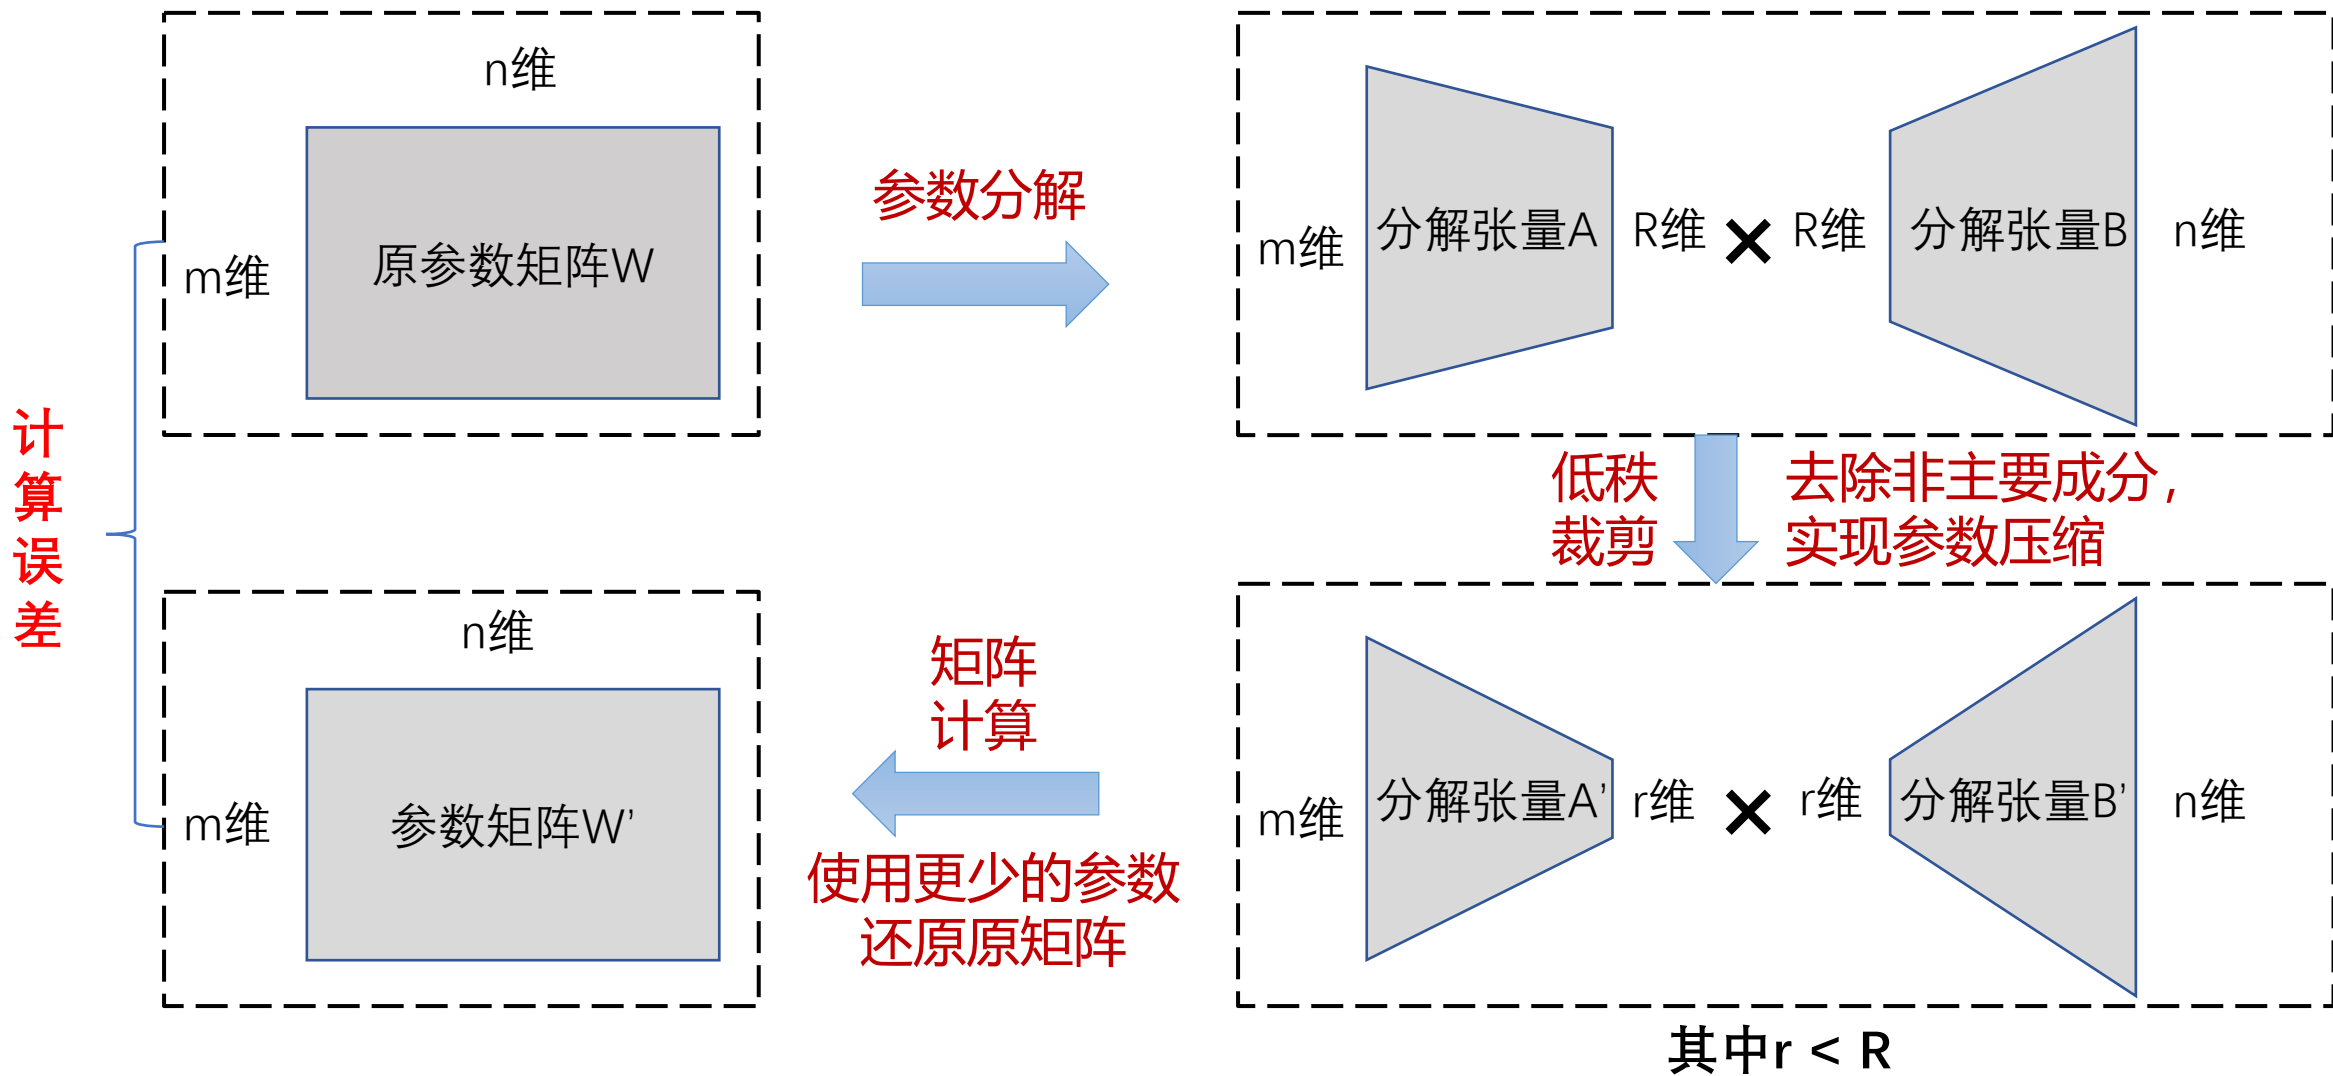 n维
m维
原参数矩阵W
参数分解
m维
分解张量A
R维
×
R维
分解张量B
n维
低秩
裁剪
去除非主要成分，
实现参数压缩
计
算
误
差
n维
m维
参数矩阵W'
矩阵
计算
使用更少的参数
还原原矩阵
m维
分解张量A'
r维
×
r维
分解张量B'
n维
其中r < R